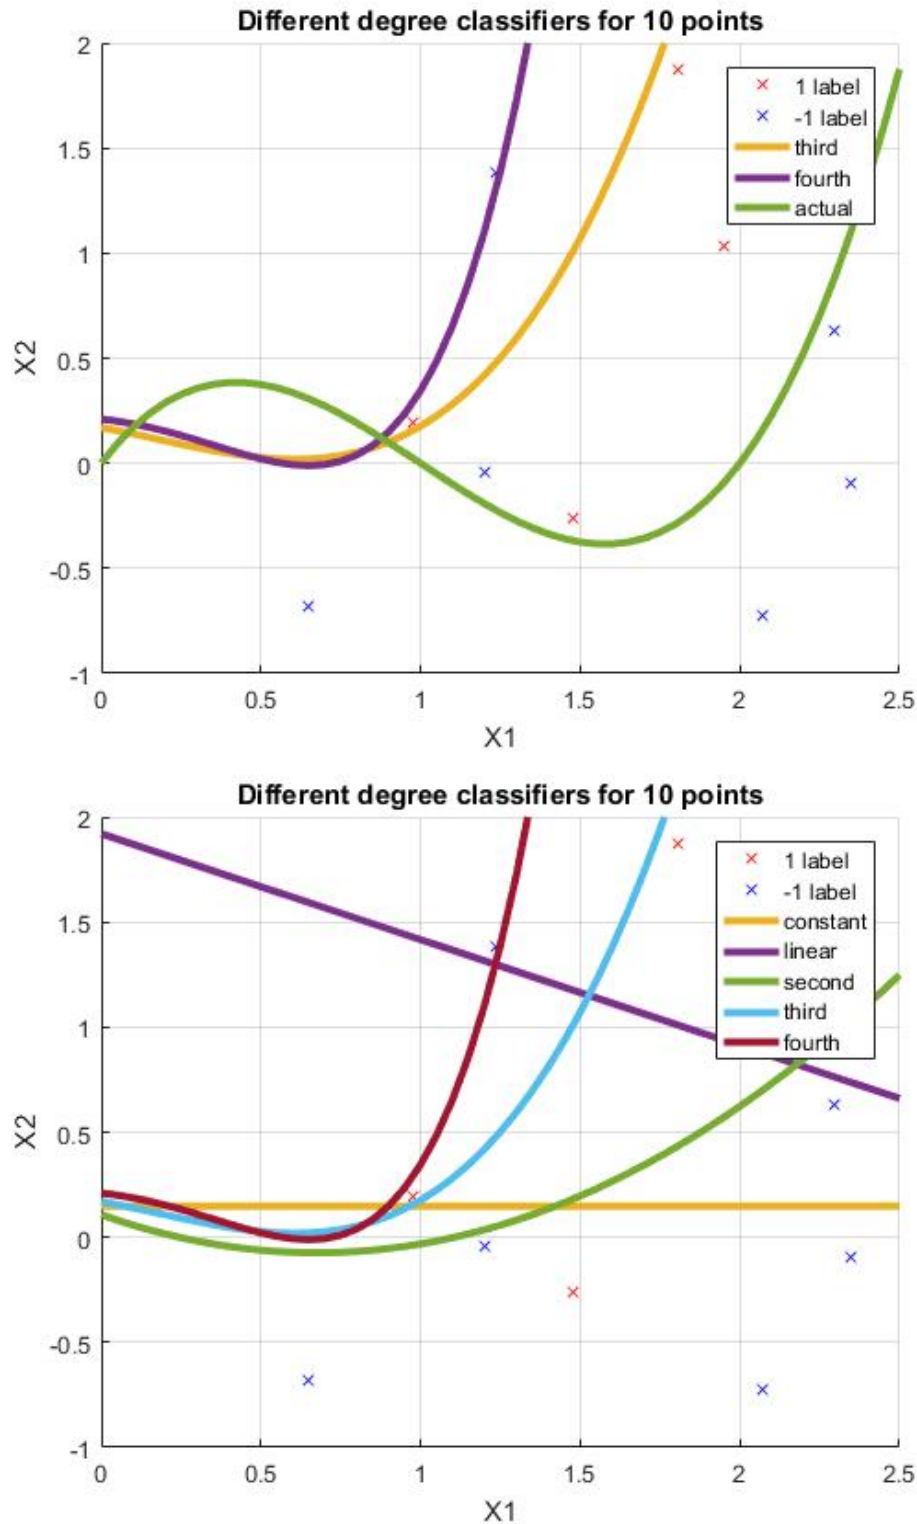 Different degree classifiers for 10 points
2
1.5
1
0.5
0
-0.5
-1
X2
1 label
-1 label
third
fourth
actual
0 0.5 1 1.5 2 2.5
X1
Different degree classifiers for 10 points
2
1.5
1
0.5
0
-0.5
-1
X2
1 label
-1 label
constant
linear
second
third
fourth
0 0.5 1 1.5 2 2.5
X1